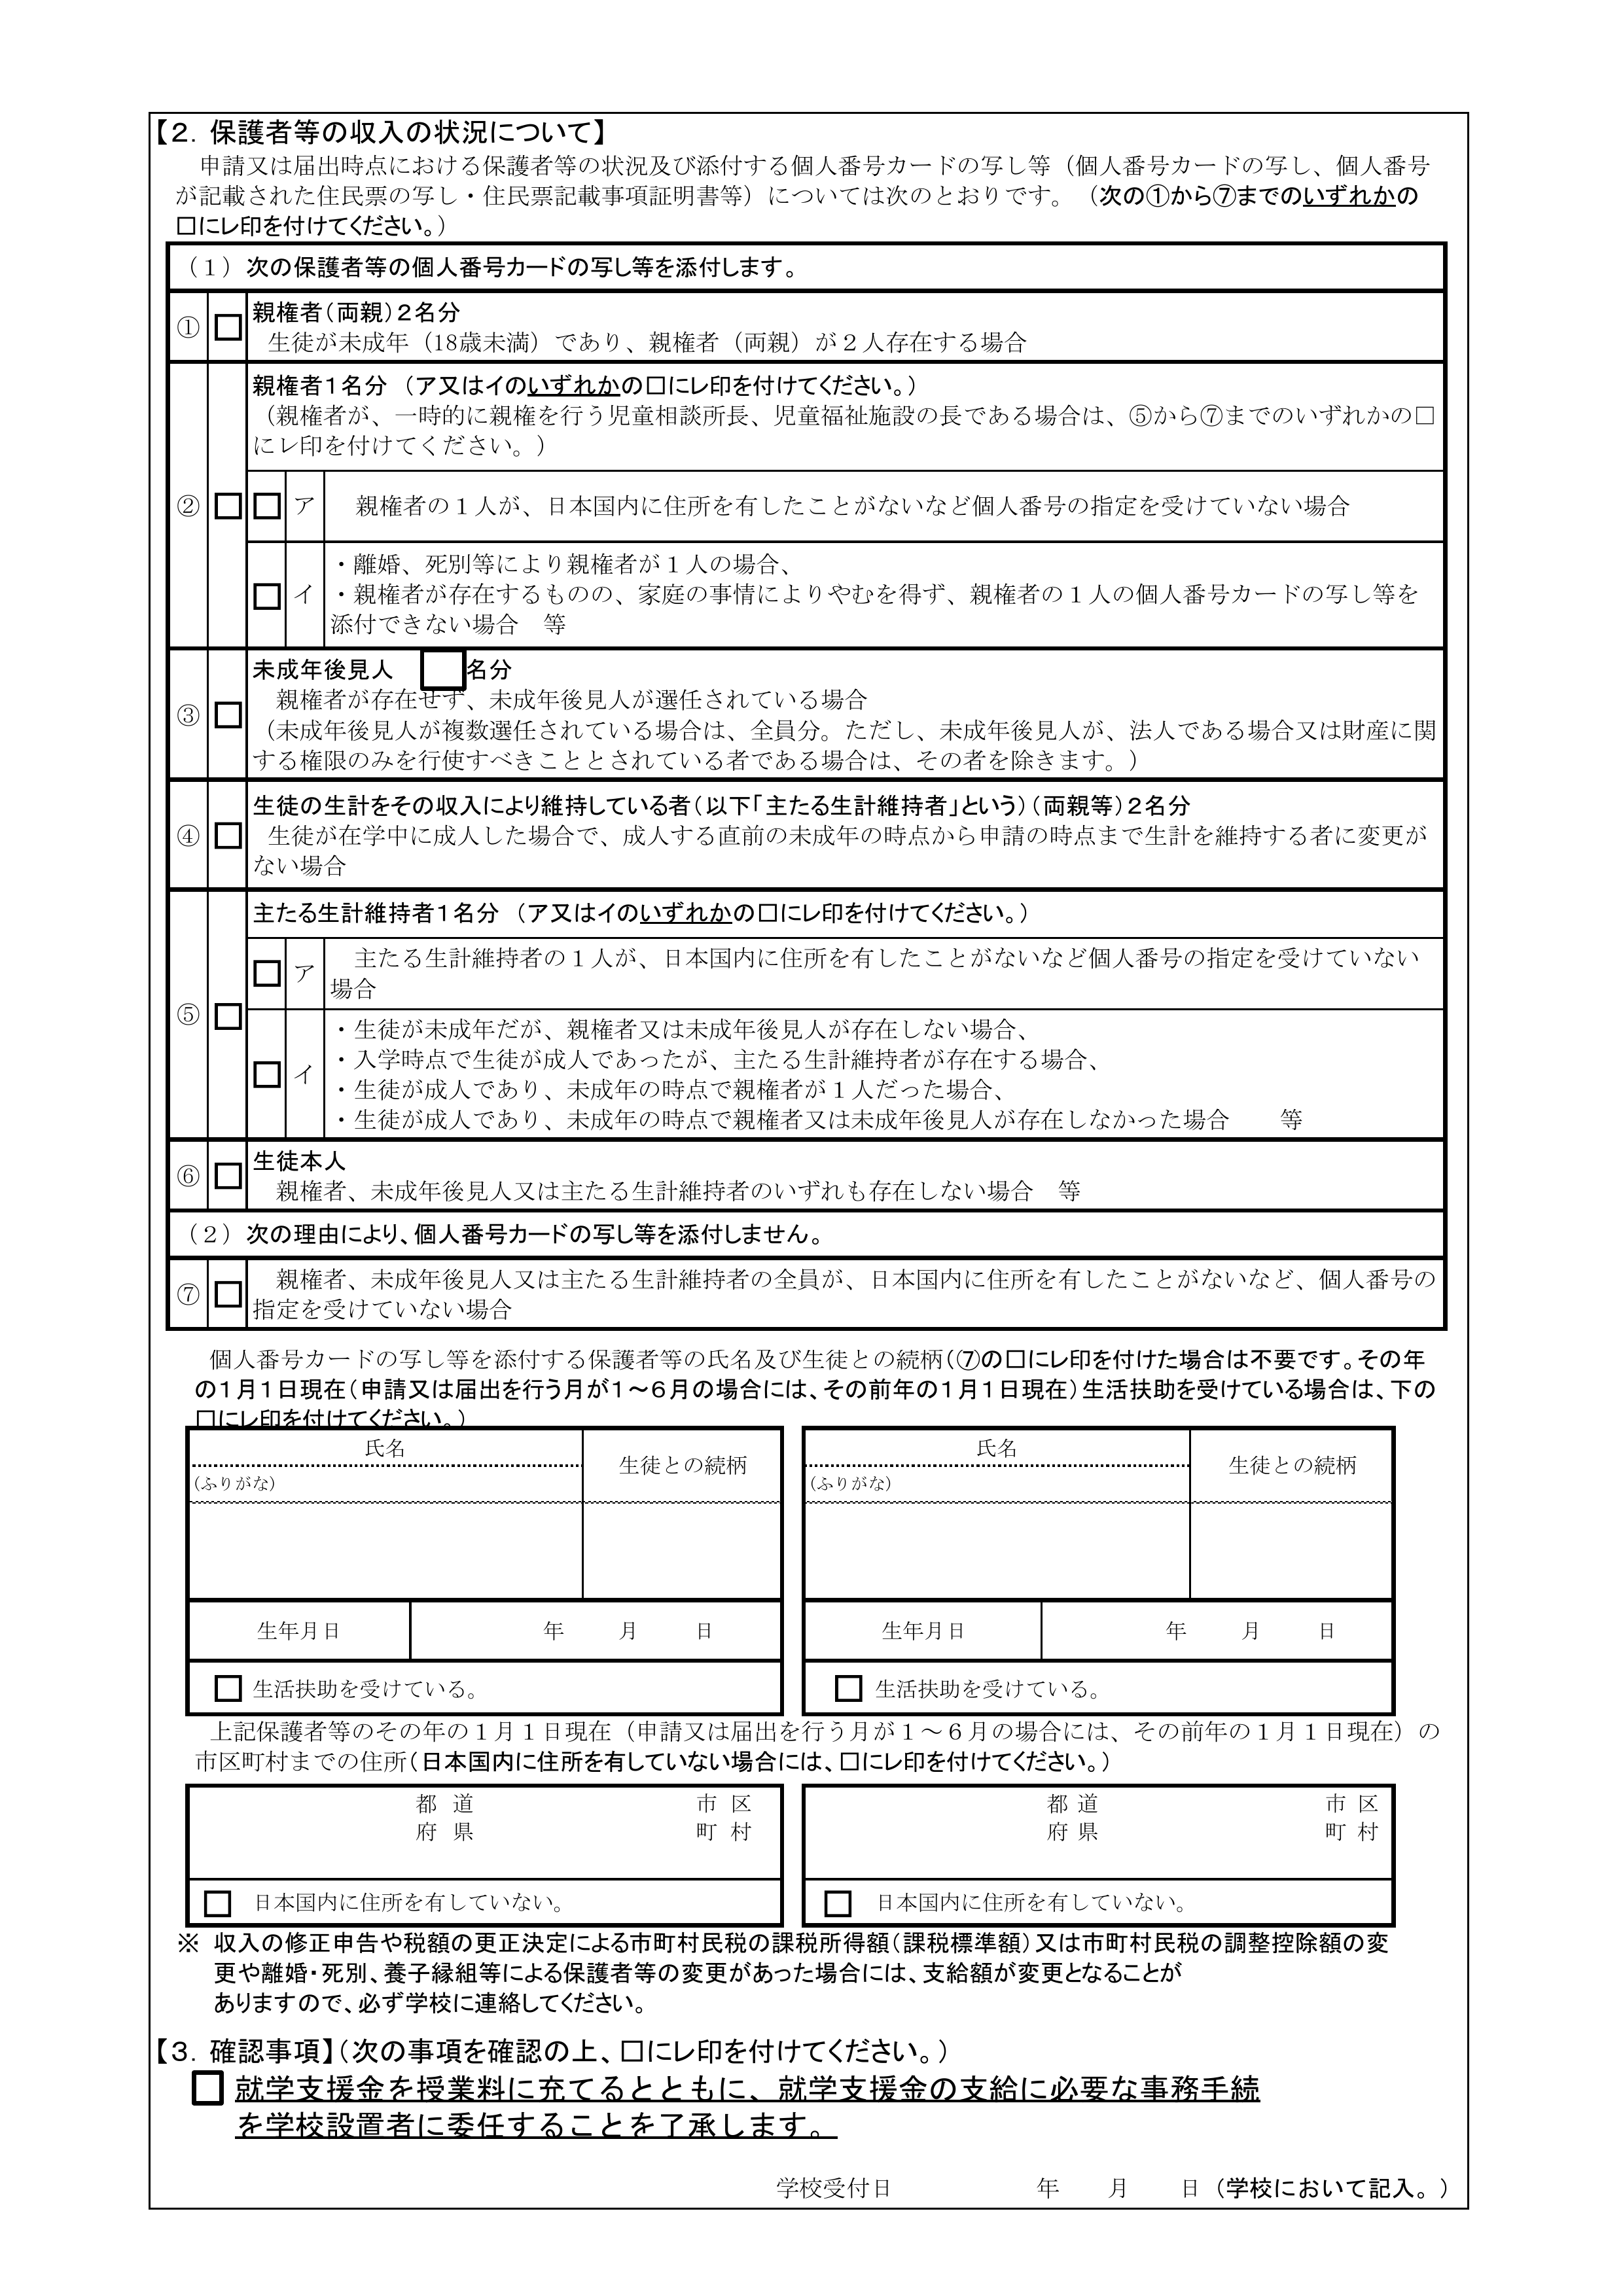 【２．保護者等の収入の状況について】
申請又は届出時点における保護者等の状況及び添付する個人番号カードの写し等（個人番号カードの写し、個人番号
が記載された住民票の写し・住民票記載事項証明書等）については次のとおりです。（次の①から⑦までのいずれかの
□にレ印を付けてください。）
（１）次の保護者等の個人番号カードの写し等を添付します。
① □ 親権者（両親）２名分
生徒が未成年（18歳未満）であり、親権者（両親）が２人存在する場合
親権者１名分（ア又はイのいずれかの□にレ印を付けてください。）
（親権者が、一時的に親権を行う児童相談所長、児童福祉施設の長である場合は、⑤から⑦までのいずれかの□
にレ印を付けてください。）
② □ □ ア 親権者の１人が、日本国内に住所を有したことがないなど個人番号の指定を受けていない場合
・離婚、死別等により親権者が１人の場合、
□ イ ・親権者が存在するものの、家庭の事情によりやむを得ず、親権者の１人の個人番号カードの写し等を
添付できない場合　等
未成年後見人 □名分
親権者が存在せず、未成年後見人が選任されている場合
③ □ （未成年後見人が複数選任されている場合は、全員分。ただし、未成年後見人が、法人である場合又は財産に関
する権限のみを行使すべきこととされている者である場合は、その者を除きます。）
生徒の生計をその収入により維持している者（以下「主たる生計維持者」という）（両親等）２名分
④ □ 生徒が在学中に成人した場合で、成人する直前の未成年の時点から申請の時点まで生計を維持する者に変更が
ない場合
主たる生計維持者１名分（ア又はイのいずれかの□にレ印を付けてください。）
□ ア 主たる生計維持者の１人が、日本国内に住所を有したことがないなど個人番号の指定を受けていない
場合
⑤ □
・生徒が未成年だが、親権者又は未成年後見人が存在しない場合、
・入学時点で生徒が成人であったが、主たる生計維持者が存在する場合、
□ イ ・生徒が成人であり、未成年の時点で親権者が１人だった場合、
・生徒が成人であり、未成年の時点で親権者又は未成年後見人が存在しなかった場合　　等
⑥ □ 生徒本人
親権者、未成年後見人又は主たる生計維持者のいずれも存在しない場合　等
（２）次の理由により、個人番号カードの写し等を添付しません。
⑦ □ 親権者、未成年後見人又は主たる生計維持者の全員が、日本国内に住所を有したことがないなど、個人番号の
指定を受けていない場合
個人番号カードの写し等を添付する保護者等の氏名及び生徒との続柄（⑦の□にレ印を付けた場合は不要です。その年
の１月１日現在（申請又は届出を行う月が１～６月の場合には、その前年の１月１日現在）生活扶助を受けている場合は、下の
□にレ印を付けてください。）
氏名 生徒との続柄 氏名 生徒との続柄
（ふりがな） （ふりがな）
生年月日 年 月 日 生年月日 年 月 日
□ 生活扶助を受けている。 □ 生活扶助を受けている。
上記保護者等のその年の１月１日現在（申請又は届出を行う月が１～６月の場合には、その前年の１月１日現在）の
市区町村までの住所（日本国内に住所を有していない場合には、□にレ印を付けてください。）
都 道 市 区 都 道 市 区
府 県 町 村 府 県 町 村
□ 日本国内に住所を有していない。 □ 日本国内に住所を有していない。
※ 収入の修正申告や税額の更正決定による市町村民税の課税所得額（課税標準額）又は市町村民税の調整控除額の変
更や離婚・死別、養子縁組等による保護者等の変更があった場合には、支給額が変更となることが
ありますので、必ず学校に連絡してください。
【３．確認事項】（次の事項を確認の上、□にレ印を付けてください。）
□ 就学支援金を授業料に充てるとともに、就学支援金の支給に必要な事務手続
を学校設置者に委任することを了承します。
学校受付日 年 月 日（学校において記入。）